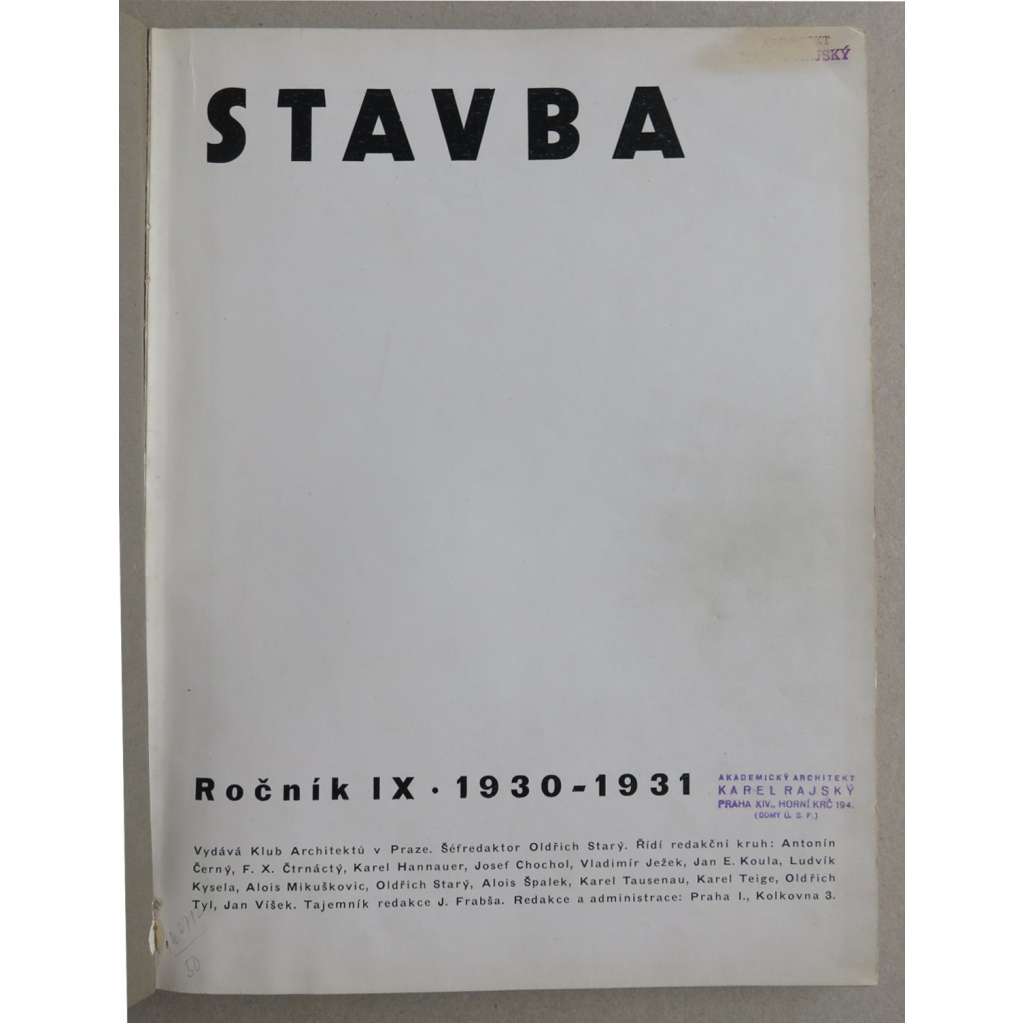 STAVBA
Ročník IX · 1930-1931
AKADEMICKÝ ARCHITEKT
KAREL RAJSKÝ
PRAHA XIV., HORNÍ KRČ 194.
(DOMY Ú. S. P.)
Vydává Klub Architektů v Praze. Šéfredaktor Oldřich Starý. Řídí redakční kruh: Antonín
Černý, F. X. Čtrnáctý, Karel Hannauer, Josef Chochol, Vladimír Ježek, Jan E. Koula, Ludvík
Kysela, Alois Mikuškovic, Oldřich Starý, Alois Špalek, Karel Tausenau, Karel Teige, Oldřich
Tyl, Jan Víšek. Tajemník redakce J. Frabša. Redakce a administrace: Praha I., Kolkovna 3.
30